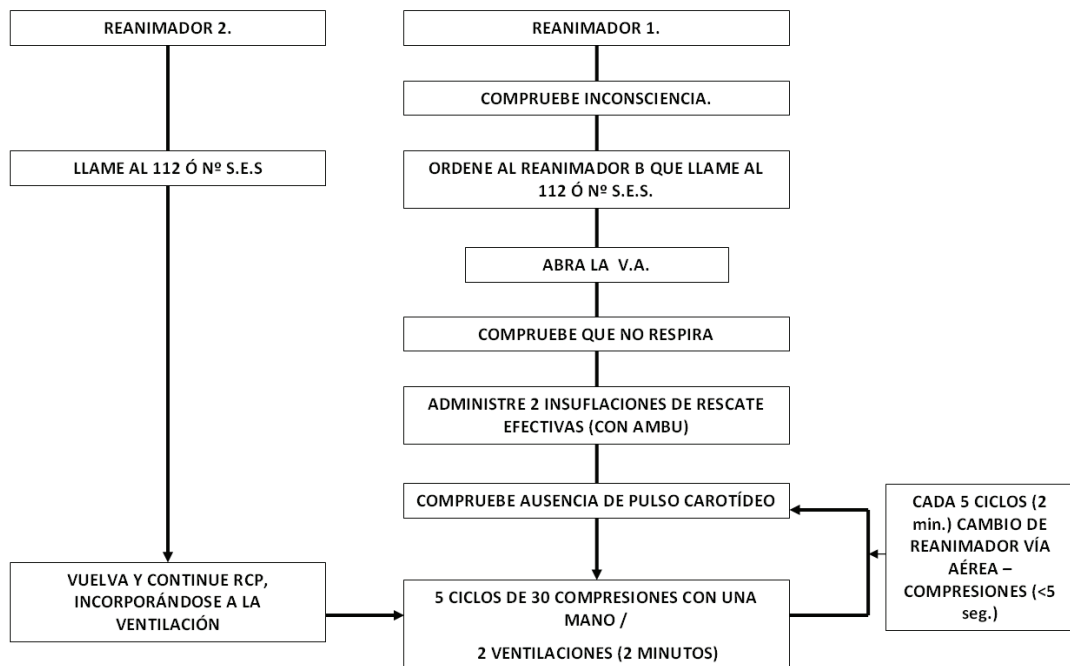 REANIMADOR 2.
LLAME AL 112 Ó Nº S.E.S
VUELVA Y CONTINUE RCP,
INCORPORÁNDOSE A LA
VENTILACIÓN
REANIMADOR 1.
COMPRUEBE INCONSCIENCIA.
ORDENE AL REANIMADOR B QUE LLAME AL
112 Ó Nº S.E.S.
ABRA LA V.A.
COMPRUEBE QUE NO RESPIRA
ADMINISTRE 2 INSUFLACIONES DE RESCATE
EFECTIVAS (CON AMBU)
COMPRUEBE AUSENCIA DE PULSO CAROTÍDEO
5 CICLOS DE 30 COMPRESIONES CON UNA
MANO /
2 VENTILACIONES (2 MINUTOS)
CADA 5 CICLOS (2
min.) CAMBIO DE
REANIMADOR VÍA
AÉREA –
COMPRESIONES (<5
seg.)